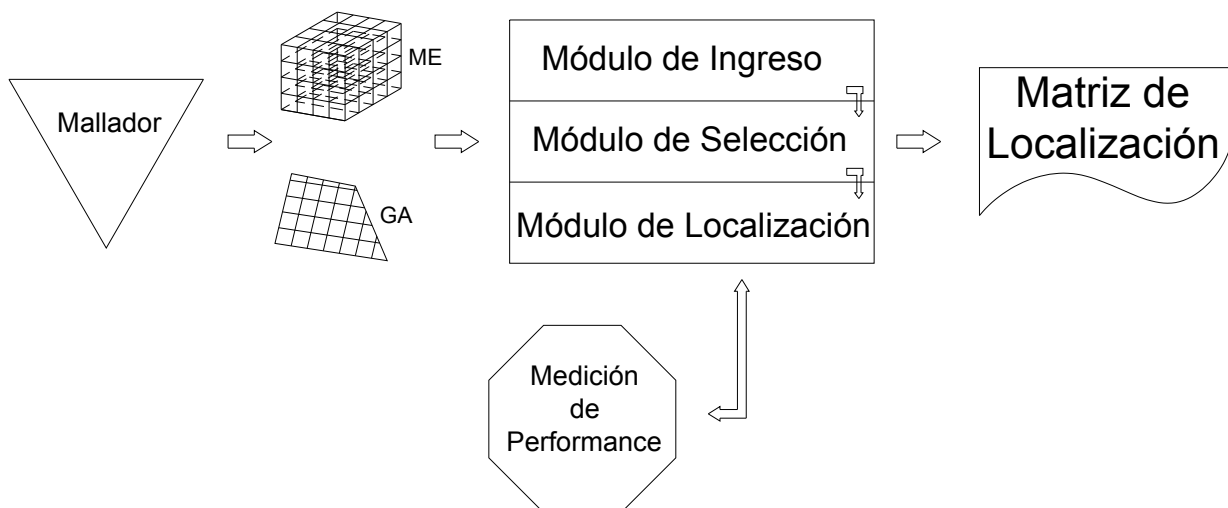 Mallador
ME
GA
Módulo de Ingreso
Módulo de Selección
Módulo de Localización
Matriz de
Localización
Medición
de
Performance